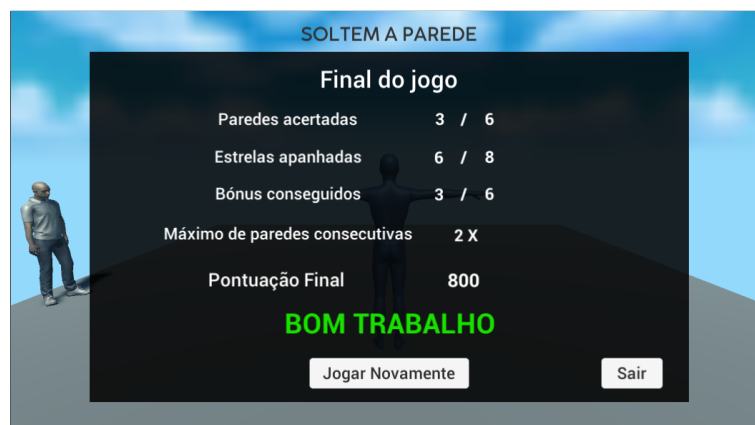 SOLTEM A PAREDE
Final do jogo
Paredes acertadas 3 / 6
Estrelas apanhadas 6 / 8
Bónus conseguidos 3 / 6
Máximo de paredes consecutivas 2 X
Pontuação Final 800
BOM TRABALHO
Jogar Novamente Sair